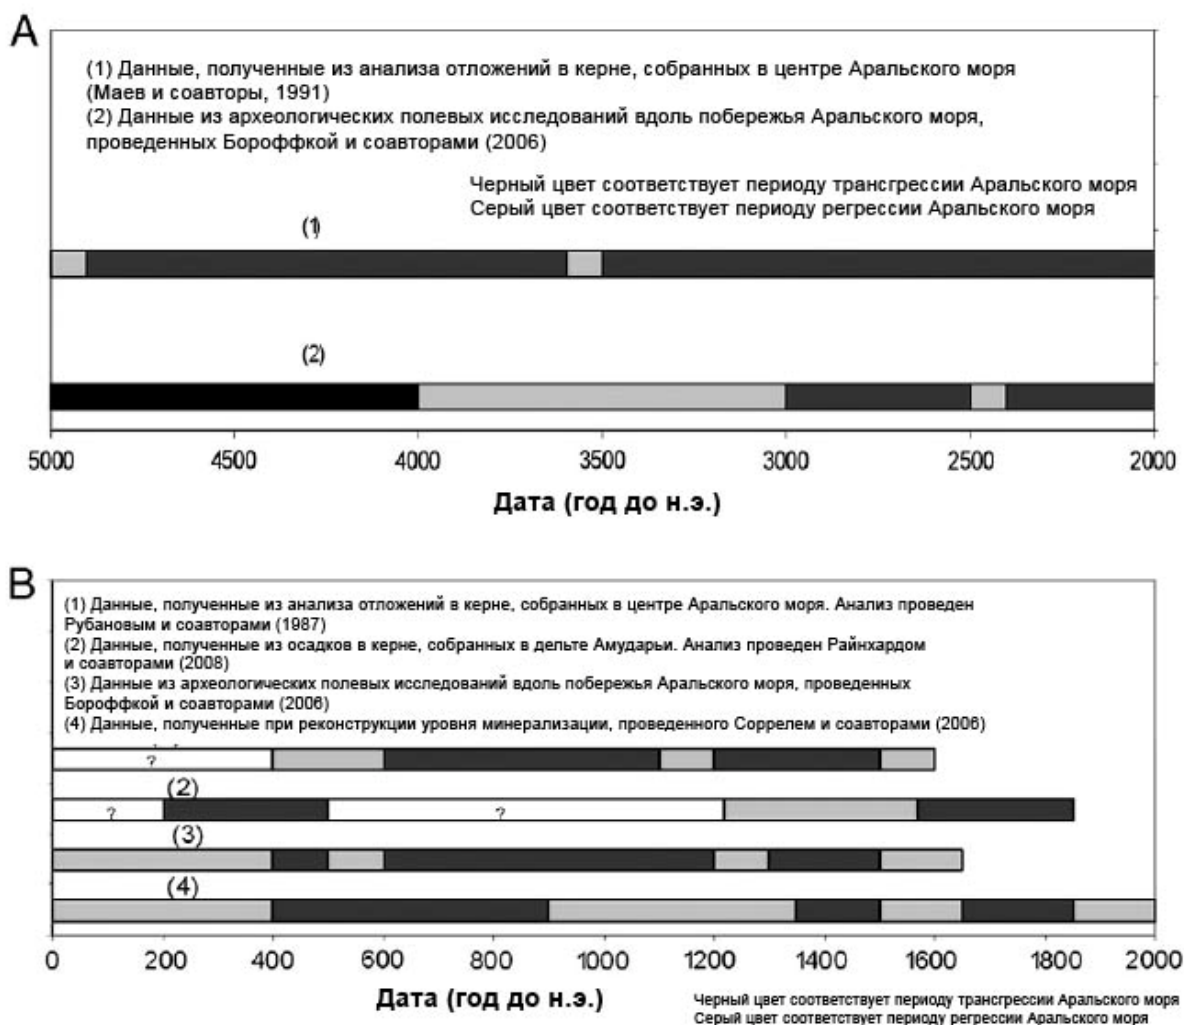 A
(1) Данные, полученные из анализа отложений в керне, собранных в центре Аральского моря
(Маев и соавторы, 1991)
(2) Данные из археологических полевых исследований вдоль побережья Аральского моря,
проведенных Бороффкой и соавторами (2006)
Черный цвет соответствует периоду трансгрессии Аральского моря
Серый цвет соответствует периоду регрессии Аральского моря
(1)
(2)
5000 4500 4000 3500 3000 2500 2000
Дата (год до н.э.)
B
(1) Данные, полученные из анализа отложений в керне, собранных в центре Аральского моря. Анализ проведен
Рубановым и соавторами (1987)
(2) Данные, полученные из осадков в керне, собранных в дельте Амударьи. Анализ проведен Райнхардом
и соавторами (2008)
(3) Данные из археологических полевых исследований вдоль побережья Аральского моря, проведенных
Бороффкой и соавторами (2006)
(4) Данные, полученные при реконструкции уровня минерализации, проведенного Соррелем и соавторами (2006)
?
(2)
? ?
(3)
(4)
0 200 400 600 800 1000 1200 1400 1600 1800 2000
Дата (год до н.э.)
Черный цвет соответствует периоду трансгрессии Аральского моря
Серый цвет соответствует периоду регрессии Аральского моря